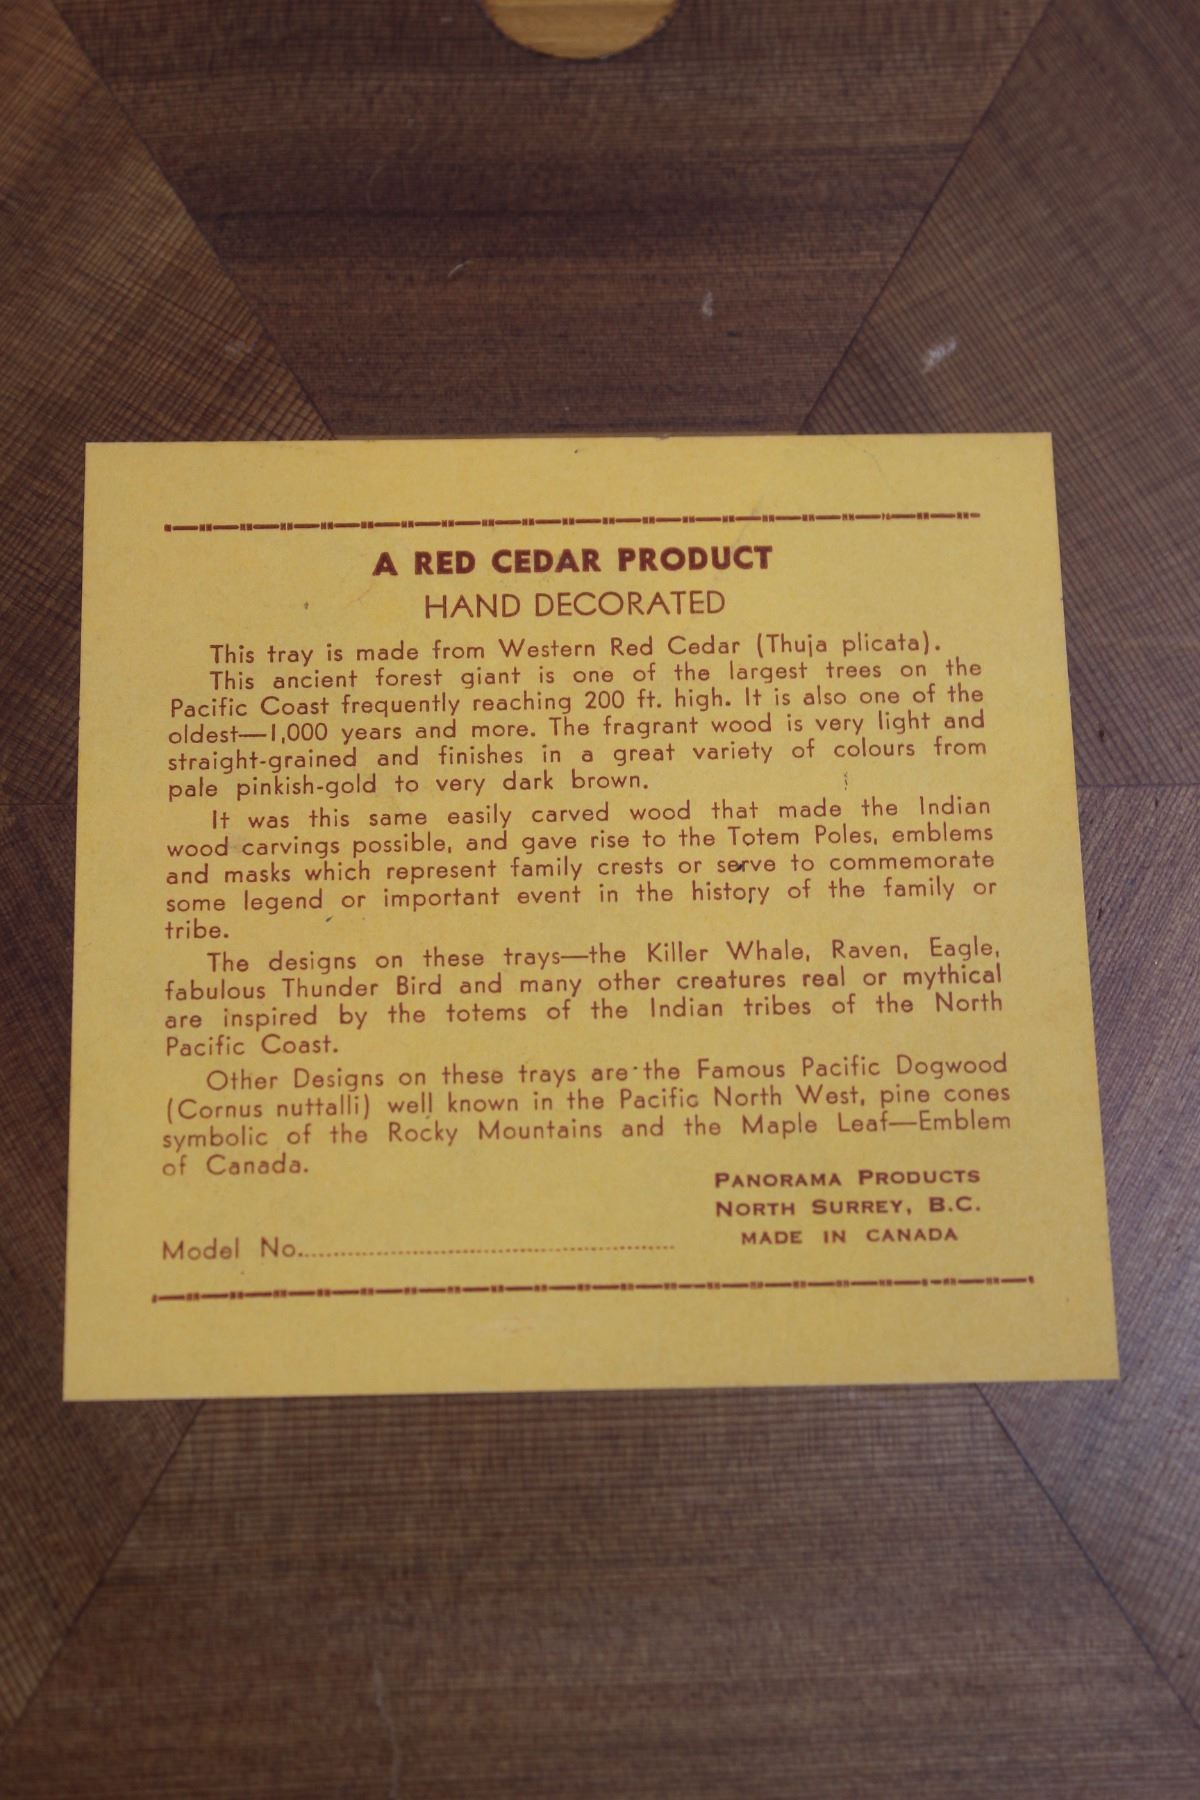 A RED CEDAR PRODUCT
HAND DECORATED
This tray is made from Western Red Cedar (Thuja plicata).
This ancient forest giant is one of the largest trees on the
Pacific Coast frequently reaching 200 ft. high. It is also one of the
oldest—1,000 years and more. The fragrant wood is very light and
straight-grained and finishes in a great variety of colours from
pale pinkish-gold to very dark brown.
It was this same easily carved wood that made the Indian
wood carvings possible, and gave rise to the Totem Poles, emblems
and masks which represent family crests or serve to commemorate
some legend or important event in the history of the family or
tribe.
The designs on these trays—the Killer Whale, Raven, Eagle,
fabulous Thunder Bird and many other creatures real or mythical
are inspired by the totems of the Indian tribes of the North
Pacific Coast.
Other Designs on these trays are the Famous Pacific Dogwood
(Cornus nuttalli) well known in the Pacific North West, pine cones
symbolic of the Rocky Mountains and the Maple Leaf—Emblem
of Canada.
PANORAMA PRODUCTS
NORTH SURREY, B.C.
MADE IN CANADA
Model No.